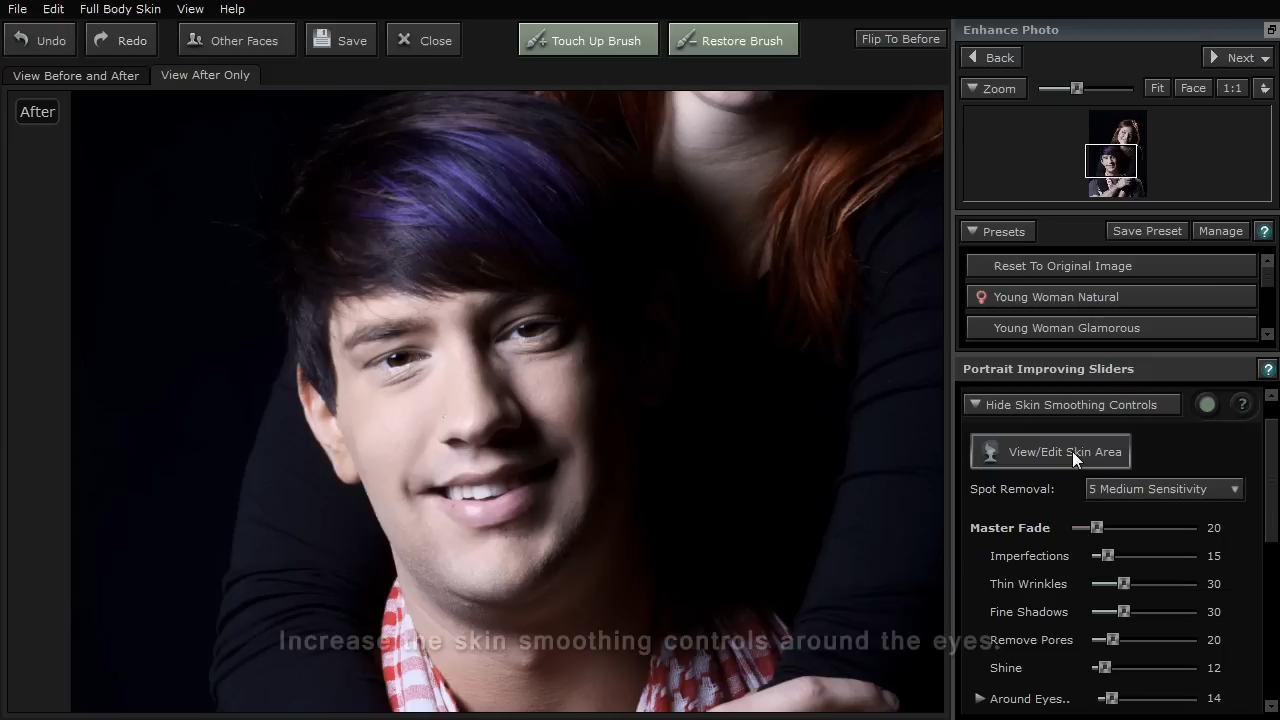 File Edit Full Body Skin View Help
Undo Redo Other Faces Save Close Touch Up Brush Restore Brush Flip To Before
View Before and After View After Only
After
Increase the skin smoothing controls around the eyes.
Enhance Photo
Back Next
Zoom Fit Face 1:1
Presets Save Preset Manage ?
Reset To Original Image
Young Woman Natural
Young Woman Glamorous
Portrait Improving Sliders ?
Hide Skin Smoothing Controls ?
View/Edit Skin Area
Spot Removal: 5 Medium Sensitivity
Master Fade 20
Imperfections 15
Thin Wrinkles 30
Fine Shadows 30
Remove Pores 20
Shine 12
Around Eyes.. 14